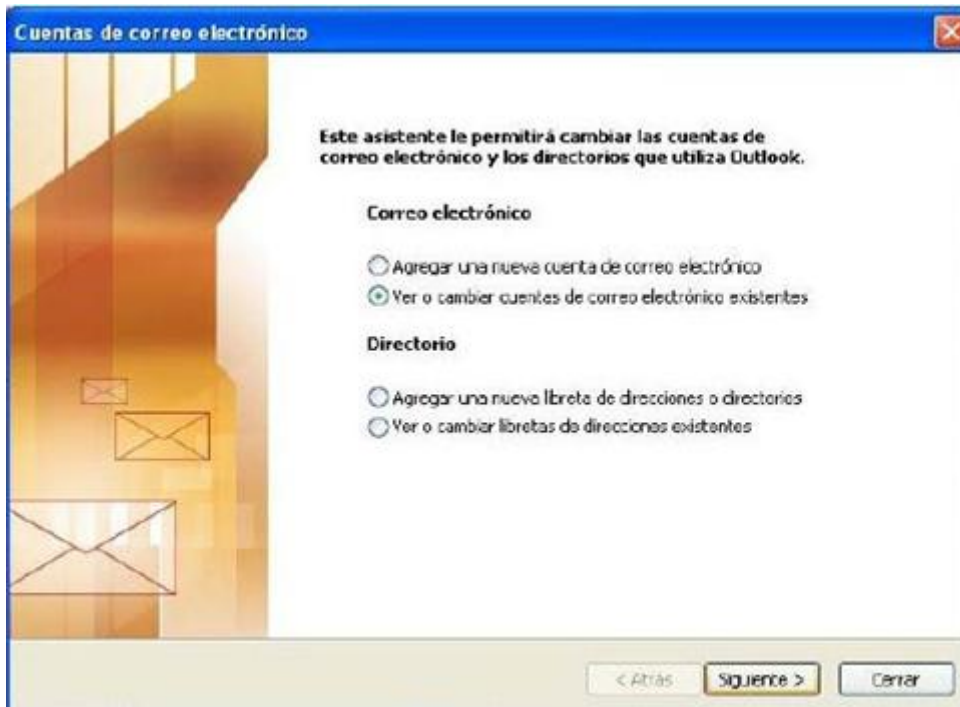 Cuentas de correo electrónico
Este asistente le permitirá cambiar las cuentas de
correo electrónico y los directorios que utiliza Outlook.
Correo electrónico
Agregar una nueva cuenta de correo electrónico
Ver o cambiar cuentas de correo electrónico existentes
Directorio
Agregar una nueva libreta de direcciones o directorios
Ver o cambiar libretas de direcciones existentes
< Atrás
Siguiente >
Cerrar